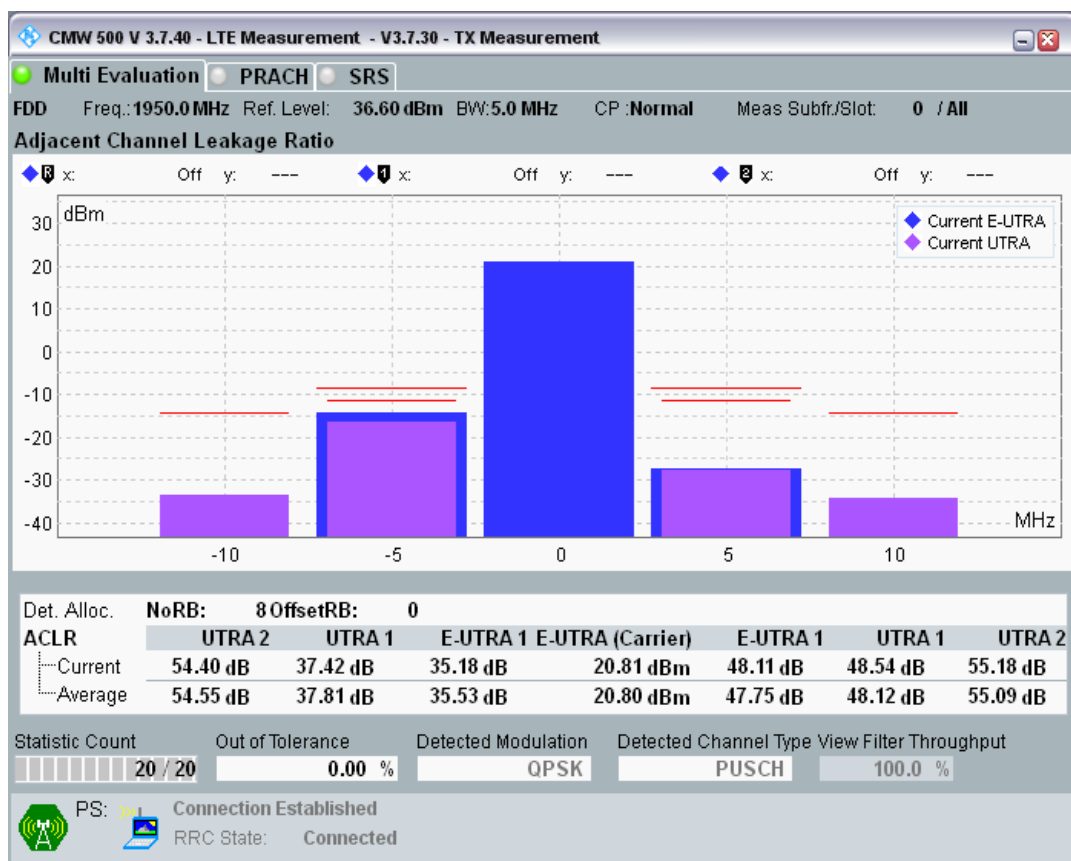 CMW 500 V 3.7.40 - LTE Measurement - V3.7.30 - TX Measurement
Multi Evaluation PRACH SRS
FDD Freq.: 1950.0 MHz Ref. Level: 36.60 dBm BW: 5.0 MHz CP : Normal Meas Subfr./Slot: 0 / All
Adjacent Channel Leakage Ratio
R x: Off y: --- 1 x: Off y: --- 2 x: Off y: ---
dBm
Current E-UTRA
Current UTRA
30
20
10
0
-10
-20
-30
-40
MHz
-10 -5 0 5 10
Det. Alloc. NoRB: 8 OffsetRB: 0
ACLR UTRA 2 UTRA 1 E-UTRA 1 E-UTRA (Carrier) E-UTRA 1 UTRA 1 UTRA 2
Current 54.40 dB 37.42 dB 35.18 dB 20.81 dBm 48.11 dB 48.54 dB 55.18 dB
Average 54.55 dB 37.81 dB 35.53 dB 20.80 dBm 47.75 dB 48.12 dB 55.09 dB
Statistic Count Out of Tolerance Detected Modulation Detected Channel Type View Filter Throughput
20 / 20 0.00 % QPSK PUSCH 100.0 %
PS: Connection Established
RRC State: Connected